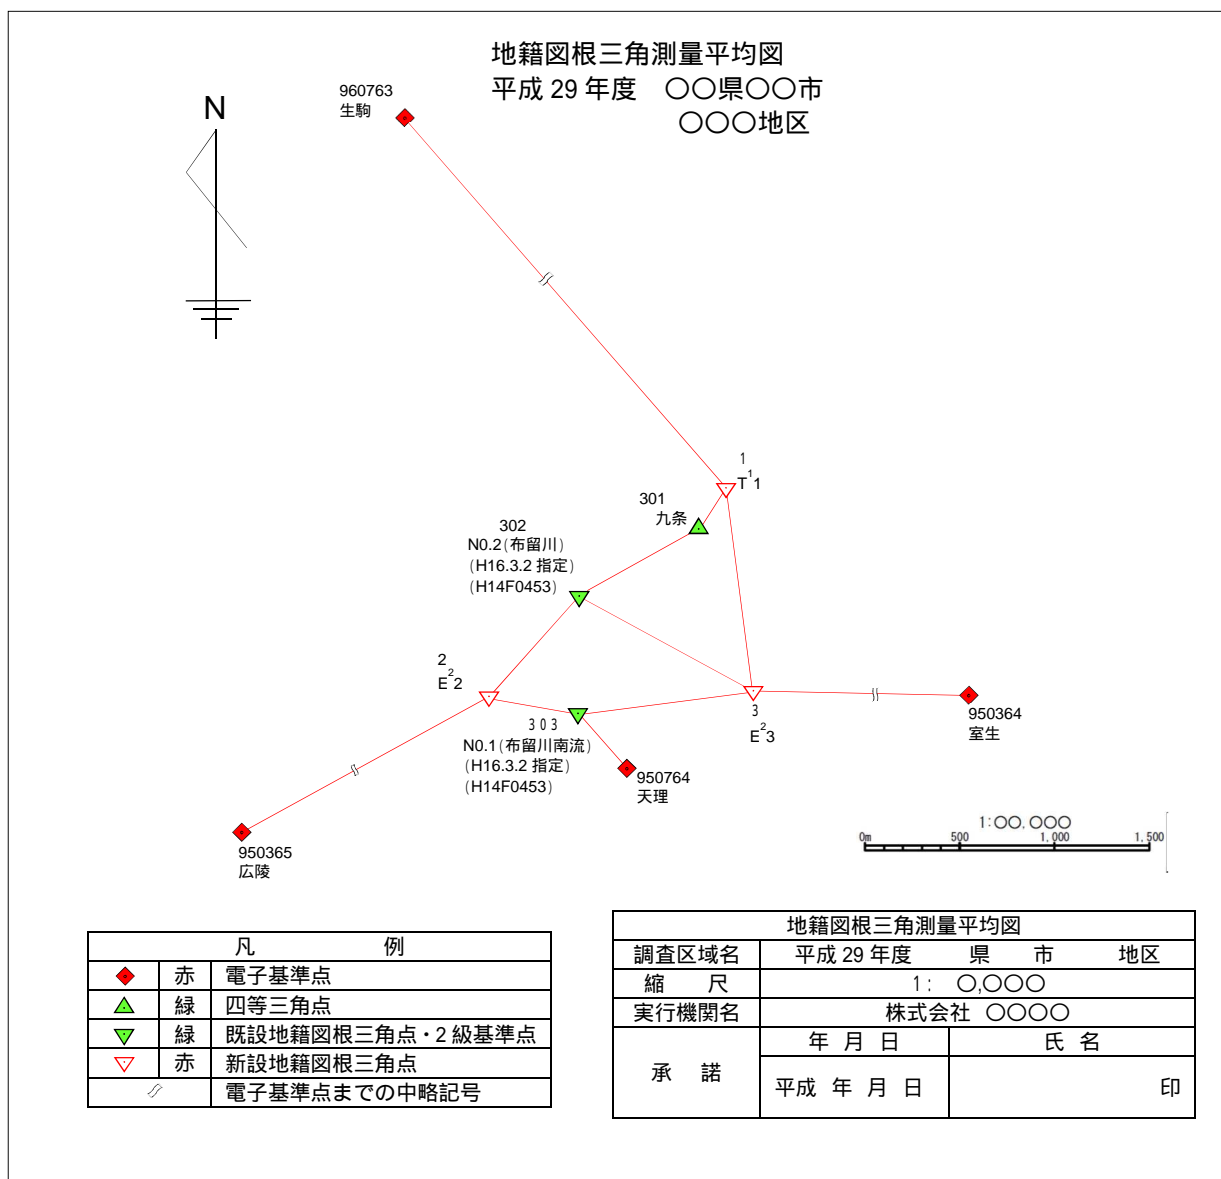 地籍図根三角測量平均図
平成 29 年度 〇〇県〇〇市
〇〇〇地区
960763
生駒
N
1
T¹1
301
九条
302
N0.2(布留川)
(H16.3.2 指定)
(H14F0453)
2
E²2
3
E²3
303
N0.1(布留川南流)
(H16.3.2 指定)
(H14F0453)
950364
室生
950764
天理
950365
広陵
1:〇〇,〇〇〇
0m 500 1,000 1,500
凡 例
赤 電子基準点
緑 四等三角点
緑 既設地籍図根三角点・2 級基準点
赤 新設地籍図根三角点
電子基準点までの中略記号
地籍図根三角測量平均図
調査区域名 平成 29 年度 県 市 地区
縮 尺 1: 〇,〇〇〇
実行機関名 株式会社 〇〇〇〇
承 諾 年 月 日 氏 名
平成 年 月 日 印